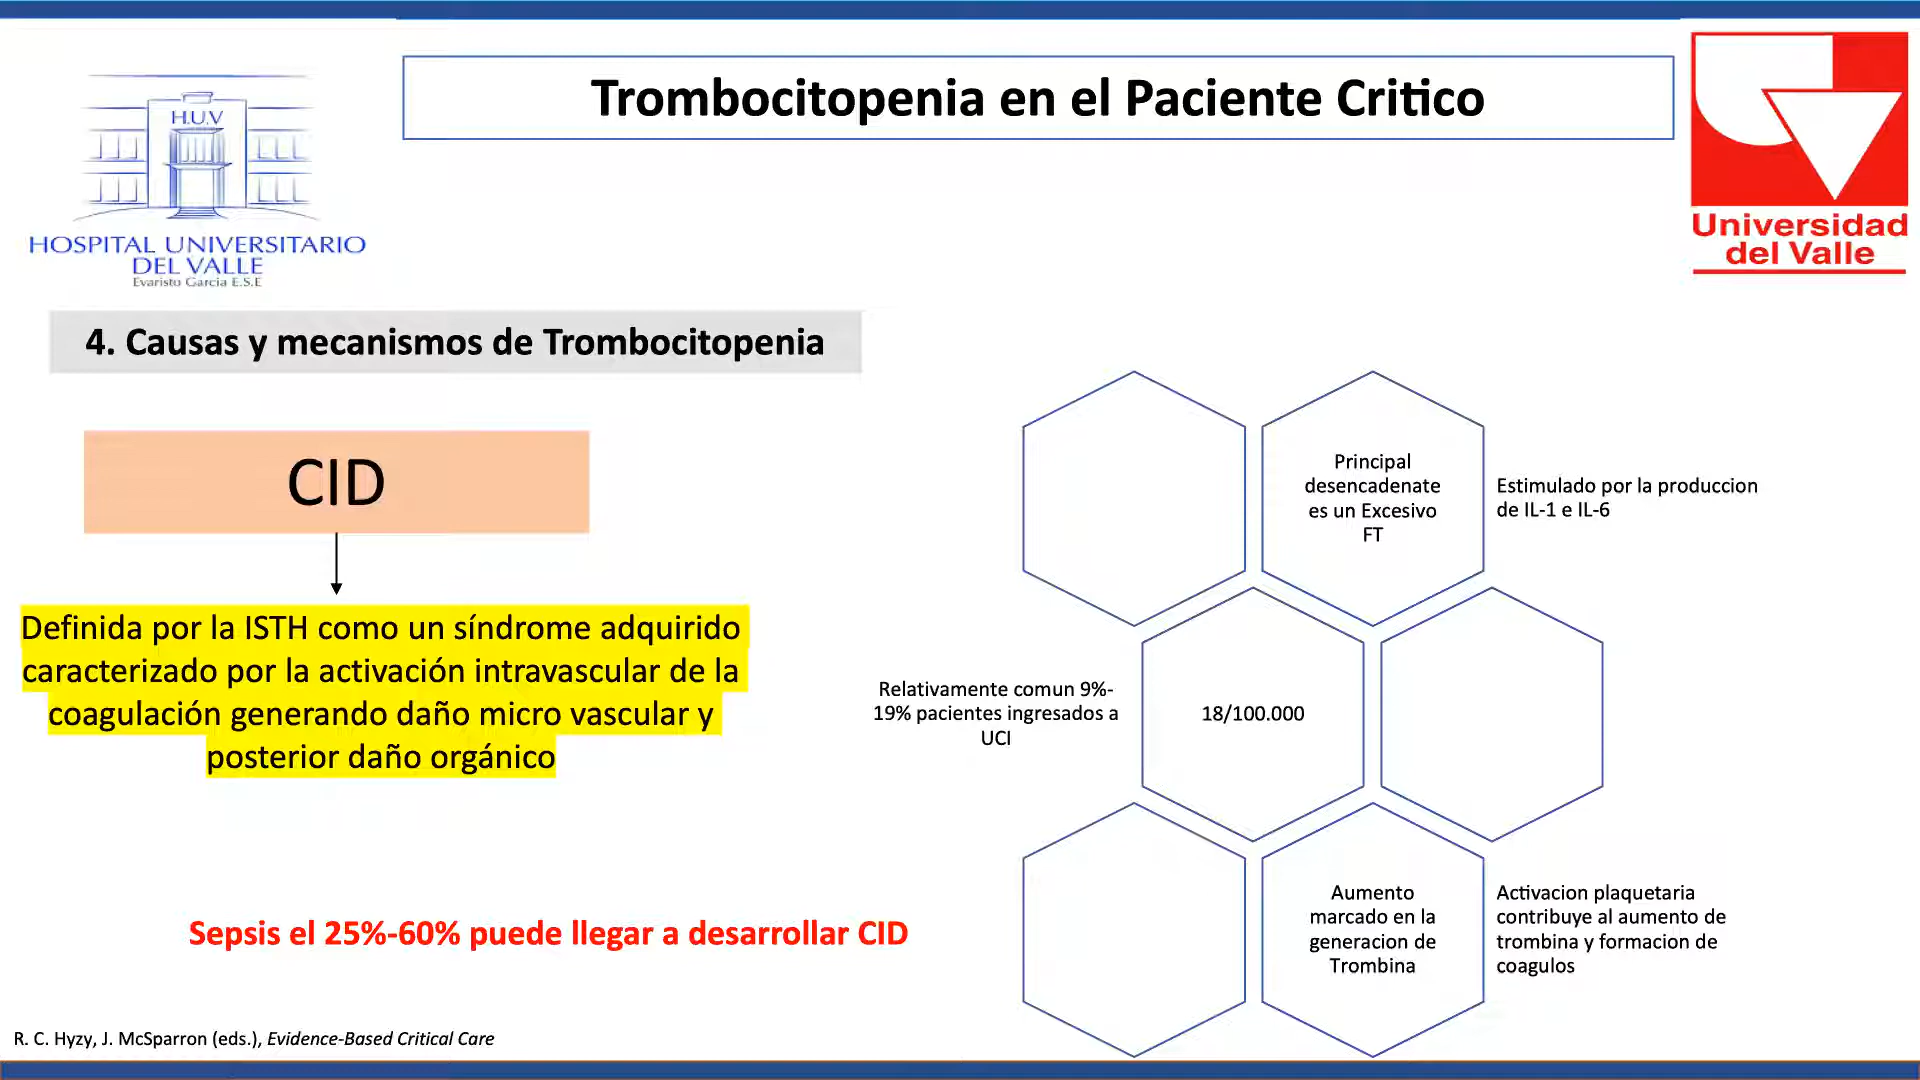 Trombocitopenia en el Paciente Critico
H.U.V
HOSPITAL UNIVERSITARIO
DEL VALLE
Evaristo Garcia E.S.E
Universidad
del Valle
4. Causas y mecanismos de Trombocitopenia
CID
Definida por la ISTH como un síndrome adquirido
caracterizado por la activación intravascular de la
coagulación generando daño micro vascular y
posterior daño orgánico
Sepsis el 25%-60% puede llegar a desarrollar CID
Principal
desencadenate
es un Excesivo
FT
Estimulado por la produccion
de IL-1 e IL-6
Relativamente comun 9%-
19% pacientes ingresados a
UCI
18/100.000
Aumento
marcado en la
generacion de
Trombina
Activacion plaquetaria
contribuye al aumento de
trombina y formacion de
coagulos
R. C. Hyzy, J. McSparron (eds.), Evidence-Based Critical Care